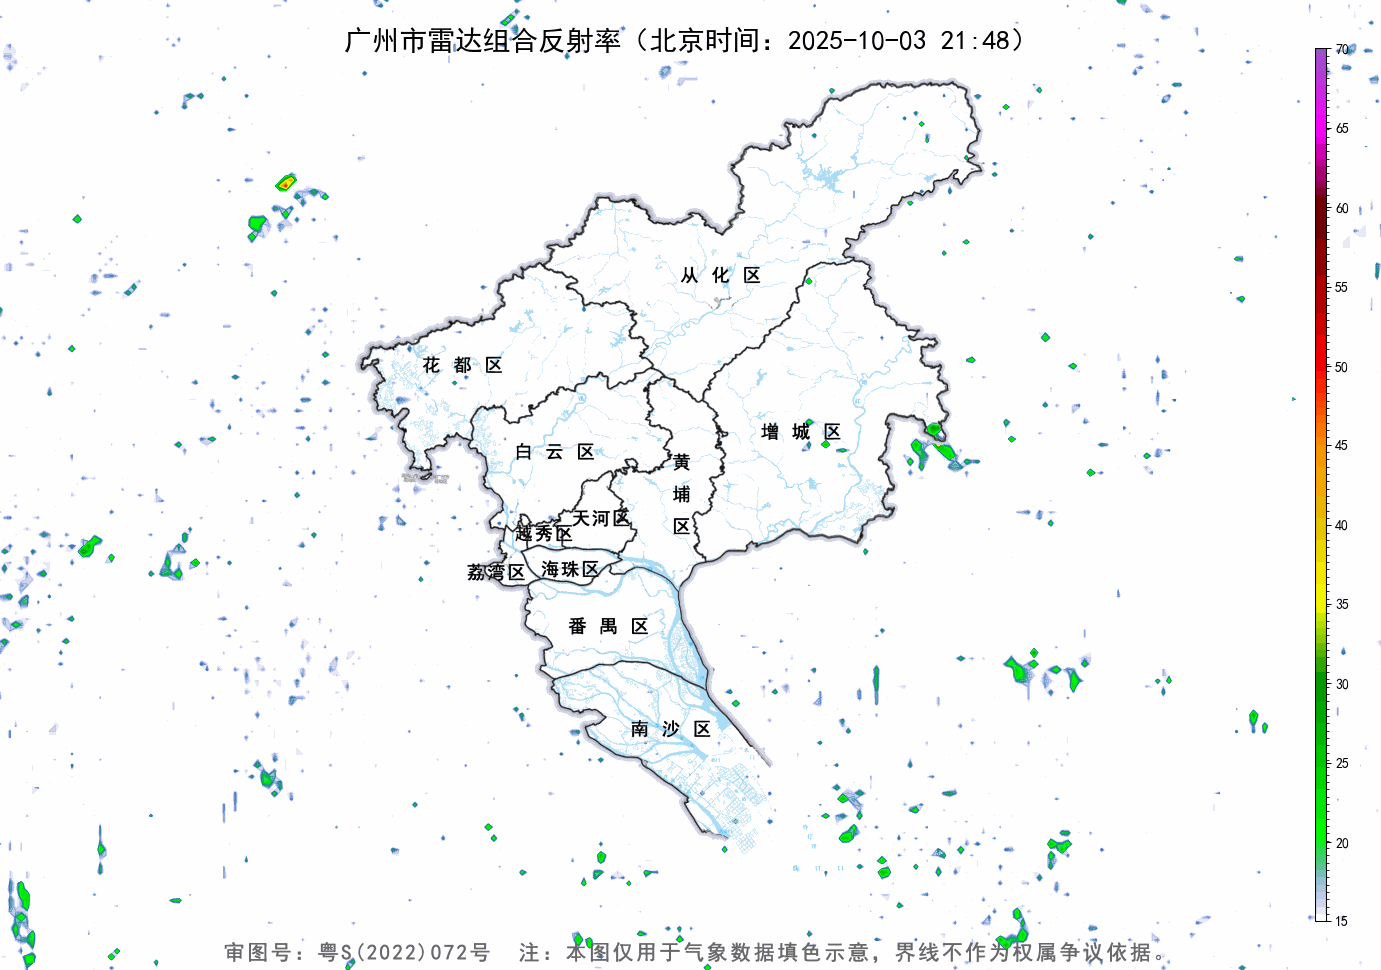 广州市雷达组合反射率（北京时间：2025-10-03 21:48）
70
65
60
55
50
45
40
35
30
25
20
15
从化区
花都区
增城区
白云区
黄埔区
天河区
越秀区
海珠区
荔湾区
番禺区
南沙区
审图号：粤S(2022)072号 注：本图仅用于气象数据填色示意，界线不作为权属争议依据。